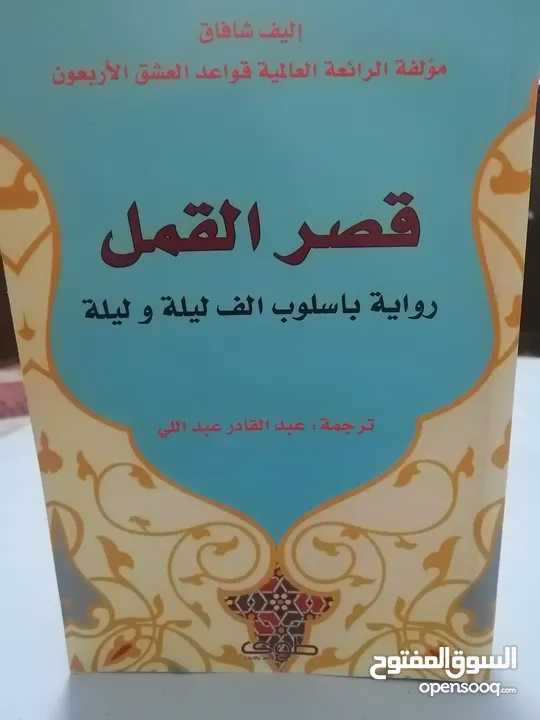 إليف شافاق
مؤلفة الرائعة العالمية قواعد العشق الأربعون
قصر القمل
رواية باسلوب الف ليلة و ليلة
ترجمة: عبد القادر عبد اللي
السوق المفتوح
opensooq.com